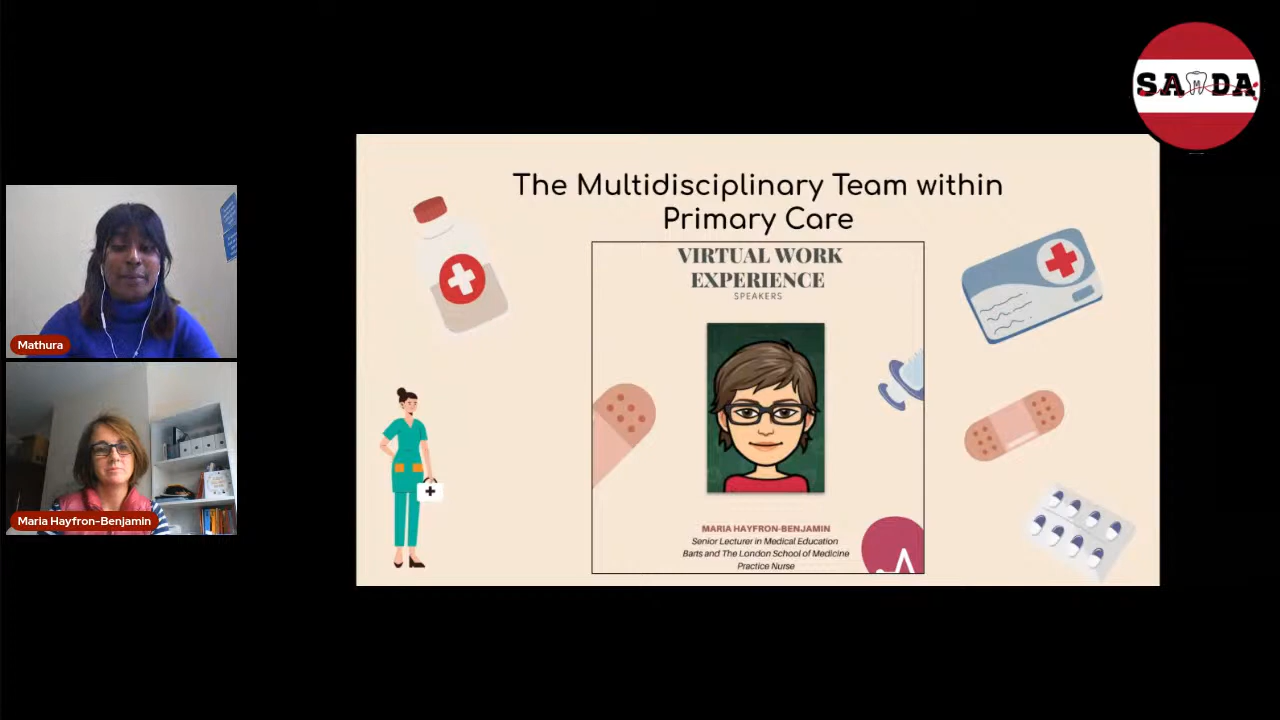 SAMDA
The Multidisciplinary Team within
Primary Care
VIRTUAL WORK
EXPERIENCE
SPEAKERS
MARIA HAYFRON-BENJAMIN
Senior Lecturer in Medical Education
Barts and The London School of Medicine
Practice Nurse
Mathura
Maria Hayfron-Benjamin